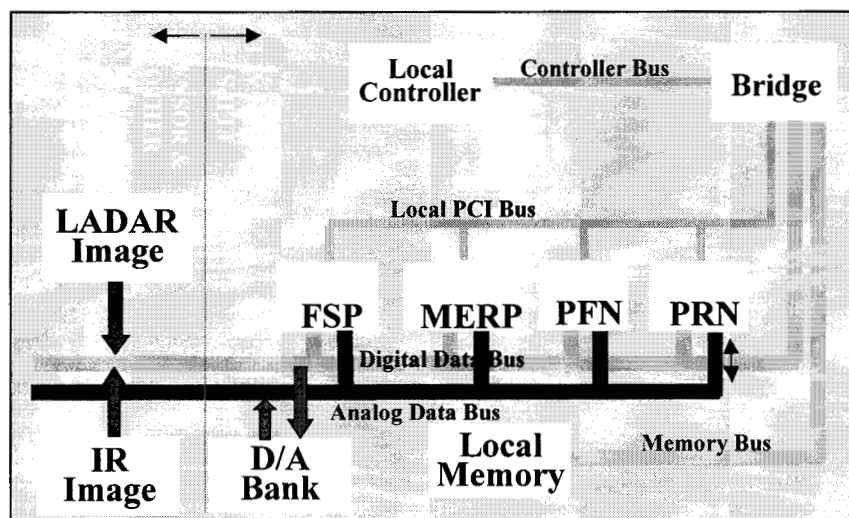 Local
Controller
Controller Bus
Bridge
LADAR
Image
Local PCI Bus
FSP
MERP
PFN
PRN
Digital Data Bus
Analog Data Bus
IR
Image
D/A
Bank
Local
Memory
Memory Bus